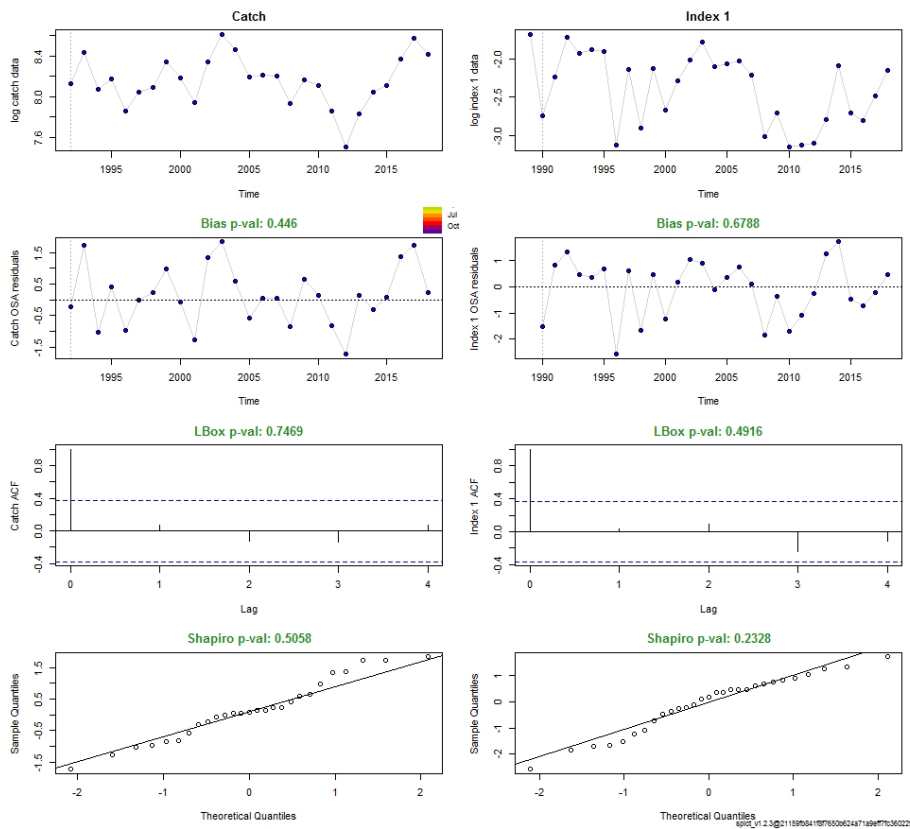 Catch
log catch data
7.6 8.0 8.4
1995 2000 2005 2010 2015
Time
Index 1
log index 1 data
-3.0 -2.5 -2.0
1990 1995 2000 2005 2010 2015
Time
Bias p-val: 0.446
Jul
Oct
Catch OSA residuals
-1.5 -0.5 0.5 1.5
1995 2000 2005 2010 2015
Time
Bias p-val: 0.6788
Index 1 OSA residuals
-2 -1 0 1
1990 1995 2000 2005 2010 2015
Time
LBox p-val: 0.7469
Catch ACF
-0.4 0.0 0.4 0.8
0 1 2 3 4
Lag
LBox p-val: 0.4916
Index 1 ACF
-0.4 0.0 0.4 0.8
0 1 2 3 4
Lag
Shapiro p-val: 0.5058
Sample Quantiles
-1.5 -0.5 0.5 1.5
-2 -1 0 1 2
Theoretical Quantiles
Shapiro p-val: 0.2328
Sample Quantiles
-2 -1 0 1
-2 -1 0 1 2
Theoretical Quantiles